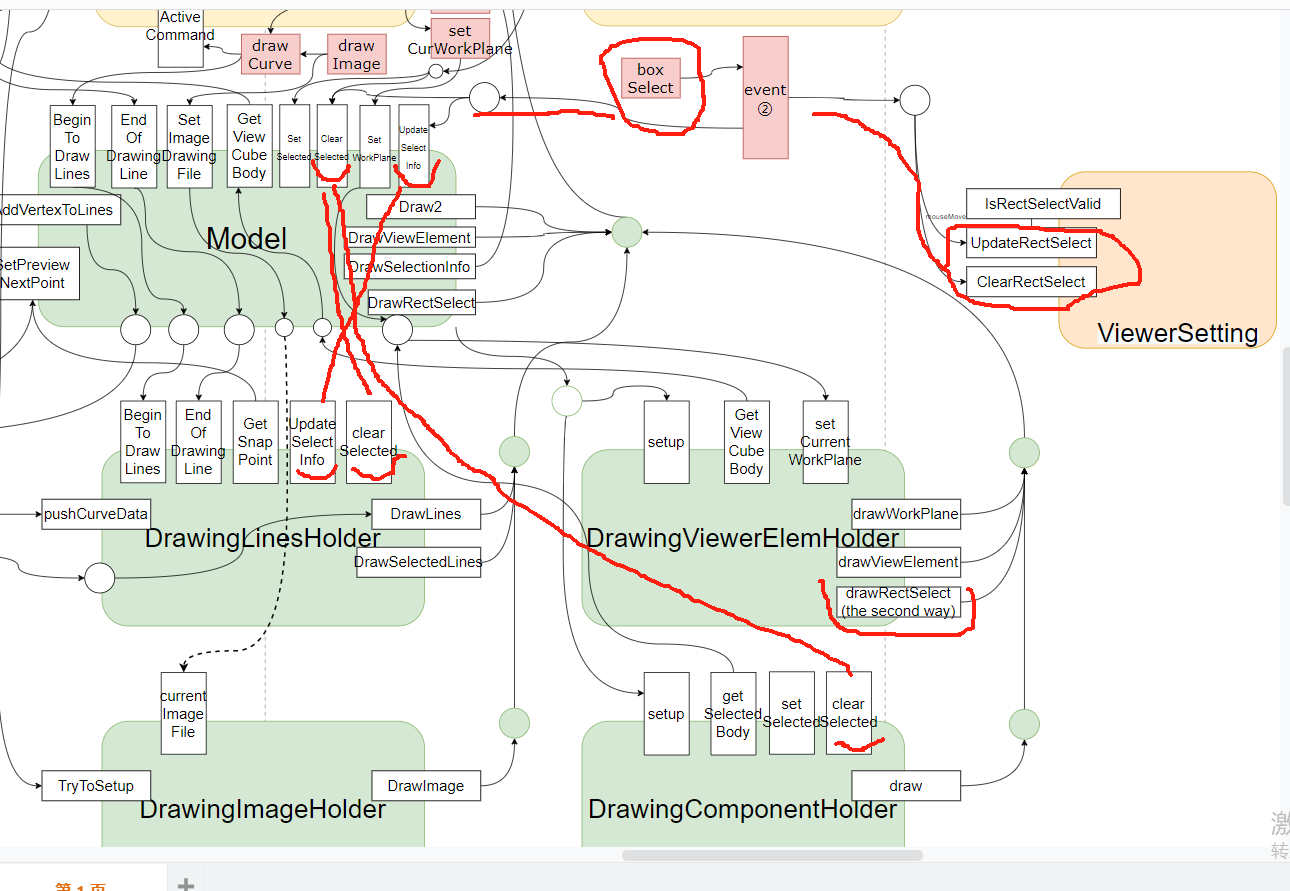 Active
Command
draw
Curve
draw
Image
set
CurWorkPlane
box
Select
event
②
Begin
To
Draw
Lines
End
Of
Drawing
Line
Set
Image
Drawing
File
Get
View
Cube
Body
Set
Selected
Clear
Selected
Set
WorkPlane
Update
Select
Info
AddVertexToLines
Draw2
Model
DrawViewElement
SetPreview
NextPoint
DrawSelectionInfo
DrawRectSelect
IsRectSelectValid
mouseMove
UpdateRectSelect
ClearRectSelect
ViewerSetting
Begin
To
Draw
Lines
End
Of
Drawing
Line
Get
Snap
Point
Update
Select
Info
clear
Selected
setup
Get
View
Cube
Body
set
Current
WorkPlane
pushCurveData
DrawLines
DrawingLinesHolder
DrawSelectedLines
drawWorkPlane
DrawingViewerElemHolder
drawViewElement
drawRectSelect
(the second way)
current
Image
File
setup
get
Selected
Body
set
Selected
clear
Selected
TryToSetup
DrawImage
DrawingImageHolder
draw
DrawingComponentHolder
激
转
第 1 页